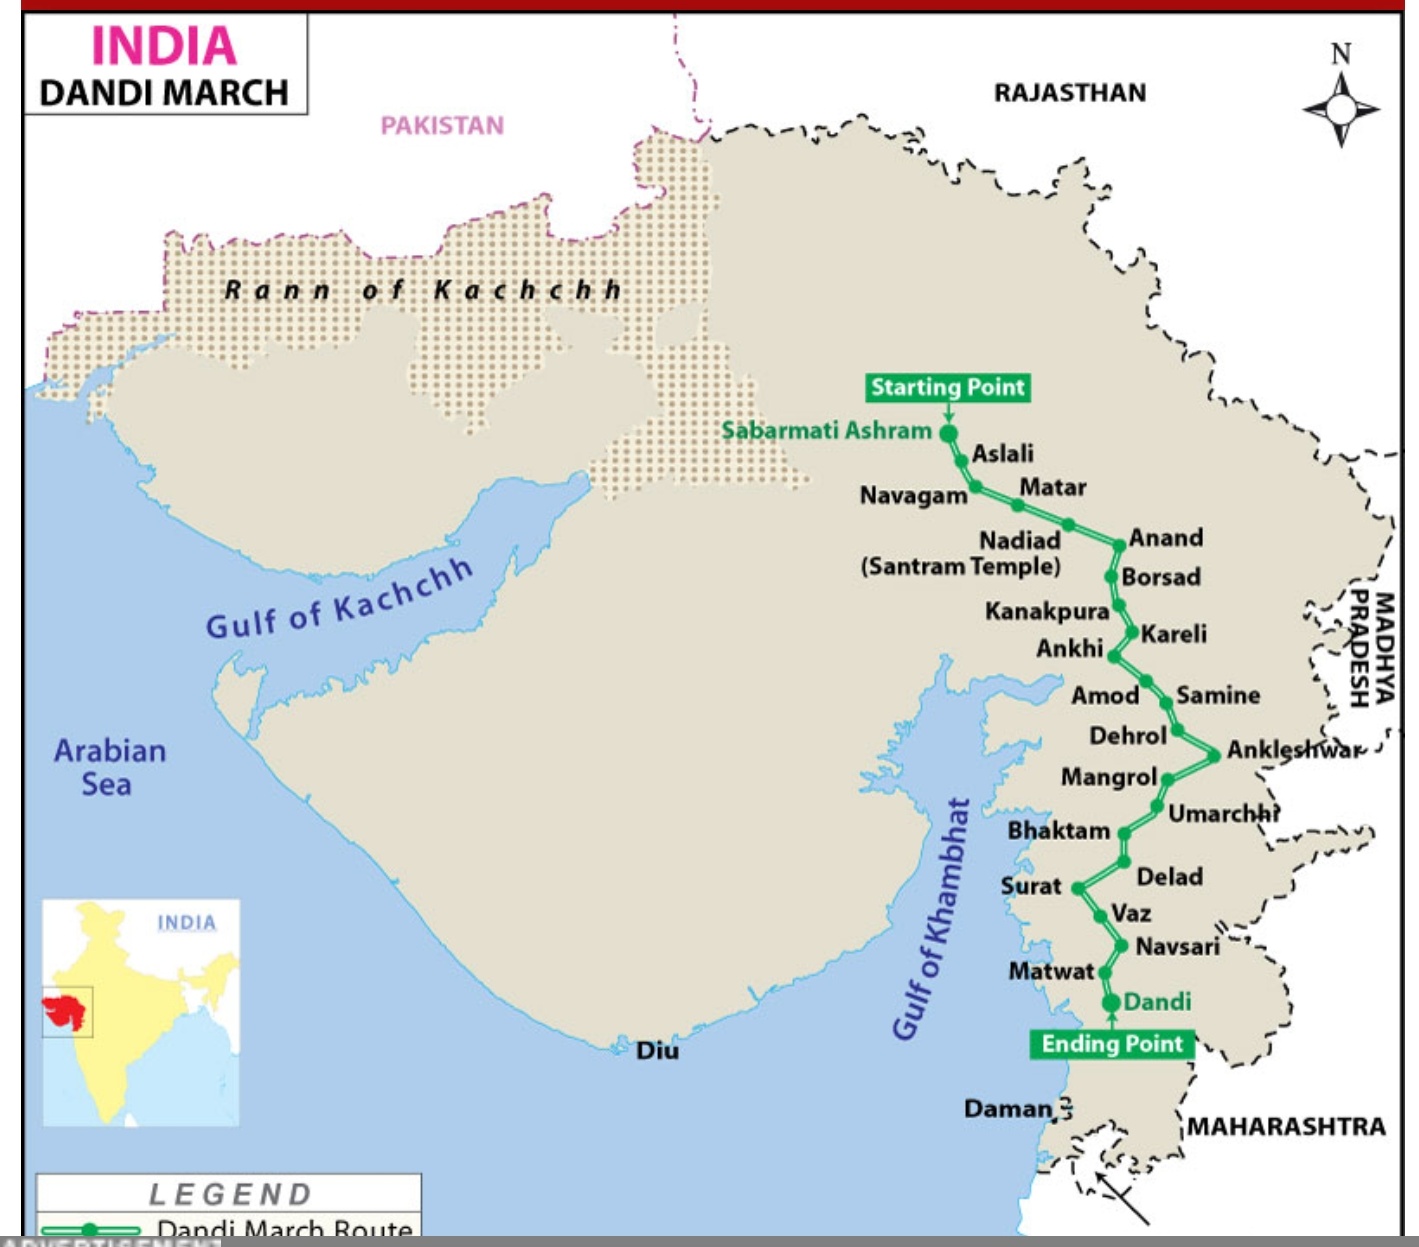 INDIA
DANDI MARCH
N
RAJASTHAN
PAKISTAN
Rann of Kachchh
Starting Point
Sabarmati Ashram
Aslali
Matar
Navagam
Anand
Nadiad
(Santram Temple)
Borsad
Gulf of Kachchh
Kanakpura
Kareli
MADHYA
PRADESH
Ankhi
Amod
Samine
Dehrol
Arabian
Sea
Ankleshwar
Mangrol
Umarchhi
Bhaktam
Gulf of Khambhat
Delad
Surat
INDIA
Vaz
Navsari
Matwat
Dandi
Ending Point
Diu
Daman
MAHARASHTRA
LEGEND
Dandi March Route
ADVERTISEMENT